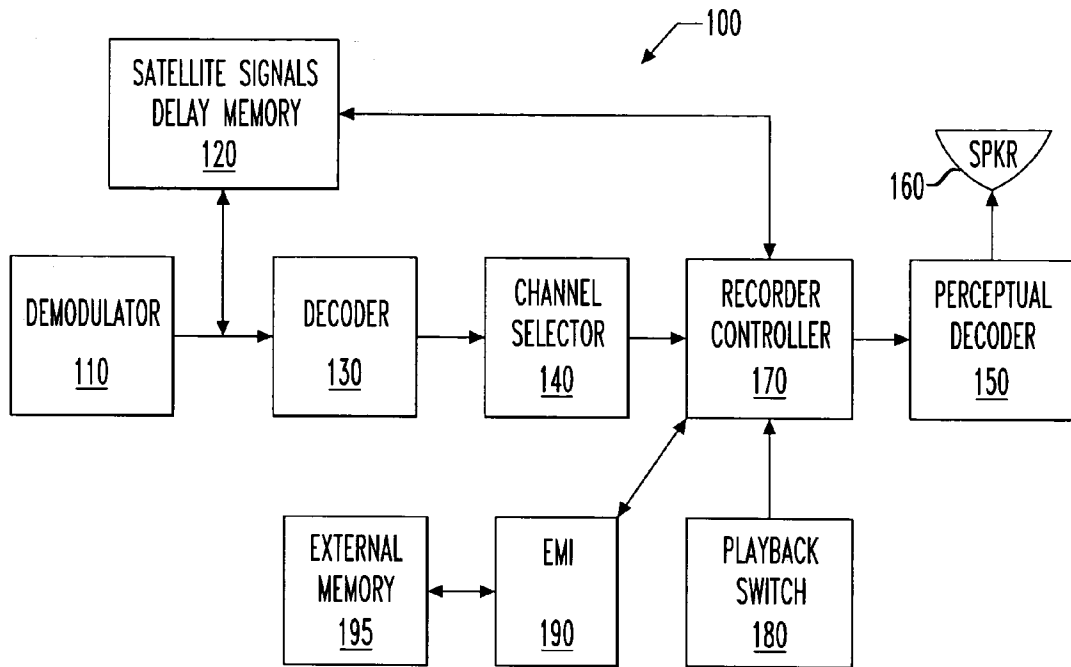 100
SATELLITE SIGNALS
DELAY MEMORY
120
SPKR
160
DEMODULATOR
110
DECODER
130
CHANNEL
SELECTOR
140
RECORDER
CONTROLLER
170
PERCEPTUAL
DECODER
150
EXTERNAL
MEMORY
195
EMI
190
PLAYBACK
SWITCH
180